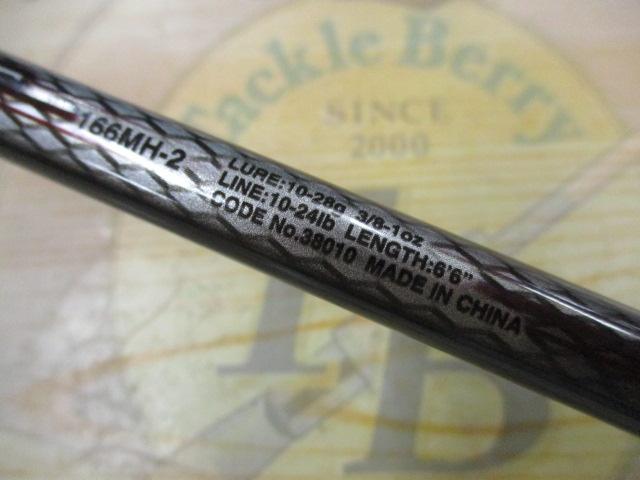 Tackle Berry
SINCE
2000
TB
166MH-2
LURE:10-28g 3/8-1oz
LINE:10-24lb LENGTH:6'6"
CODE No.38010 MADE IN CHINA